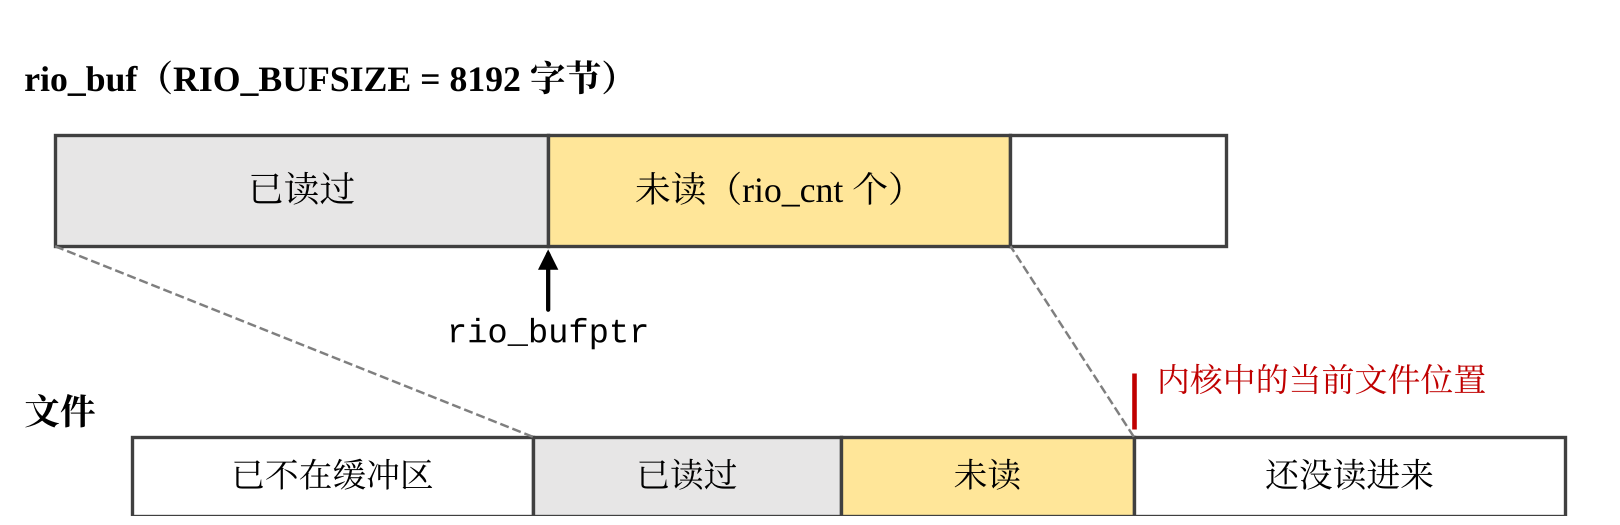 rio_buf（RIO_BUFSIZE = 8192 字节）
已读过
未读（rio_cnt 个）
rio_bufptr
内核中的当前文件位置
文件
已不在缓冲区
已读过
未读
还没读进来